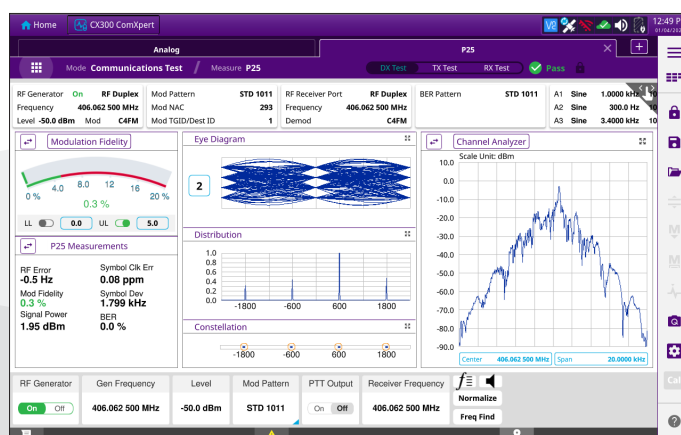 Home
CX300 ComXpert
12:49 P
01/04/202
Analog
P25
Mode Communications Test / Measure P25
DX Test
TX Test
RX Test
Pass
RF Generator On RF Duplex
Frequency 406.062 500 MHz
Level -50.0 dBm Mod C4FM
Mod Pattern STD 1011
Mod NAC 293
Mod TGID/Dest ID 1
RF Receiver Port RF Duplex
Frequency 406.062 500 MHz
Demod C4FM
BER Pattern STD 1011
A1 Sine 1.0000 kHz 10
A2 Sine 300.0 Hz 10
A3 Sine 3.4000 kHz 10
Modulation Fidelity
0 % 4.0 8.0 12 16 20 %
0.3 %
LL 0.0 UL 5.0
P25 Measurements
RF Error
-0.5 Hz
Symbol Clk Err
0.08 ppm
Mod Fidelity
0.3 %
Symbol Dev
1.799 kHz
Signal Power
1.95 dBm
BER
0.0 %
Eye Diagram
2
Distribution
1.0
0.8
0.6
0.4
0.2
0.0
-1800 -600 600 1800
Constellation
-1800 -600 600 1800
Channel Analyzer
Scale Unit: dBm
10.0
0.0
-10.0
-20.0
-30.0
-40.0
-50.0
-60.0
-70.0
-80.0
-90.0
Center 406.062 500 MHz
Span 20.0000 kHz
RF Generator
On Off
Gen Frequency
406.062 500 MHz
Level
-50.0 dBm
Mod Pattern
STD 1011
PTT Output
On Off
Receiver Frequency
406.062 500 MHz
Normalize
Freq Find
M
M
Cal